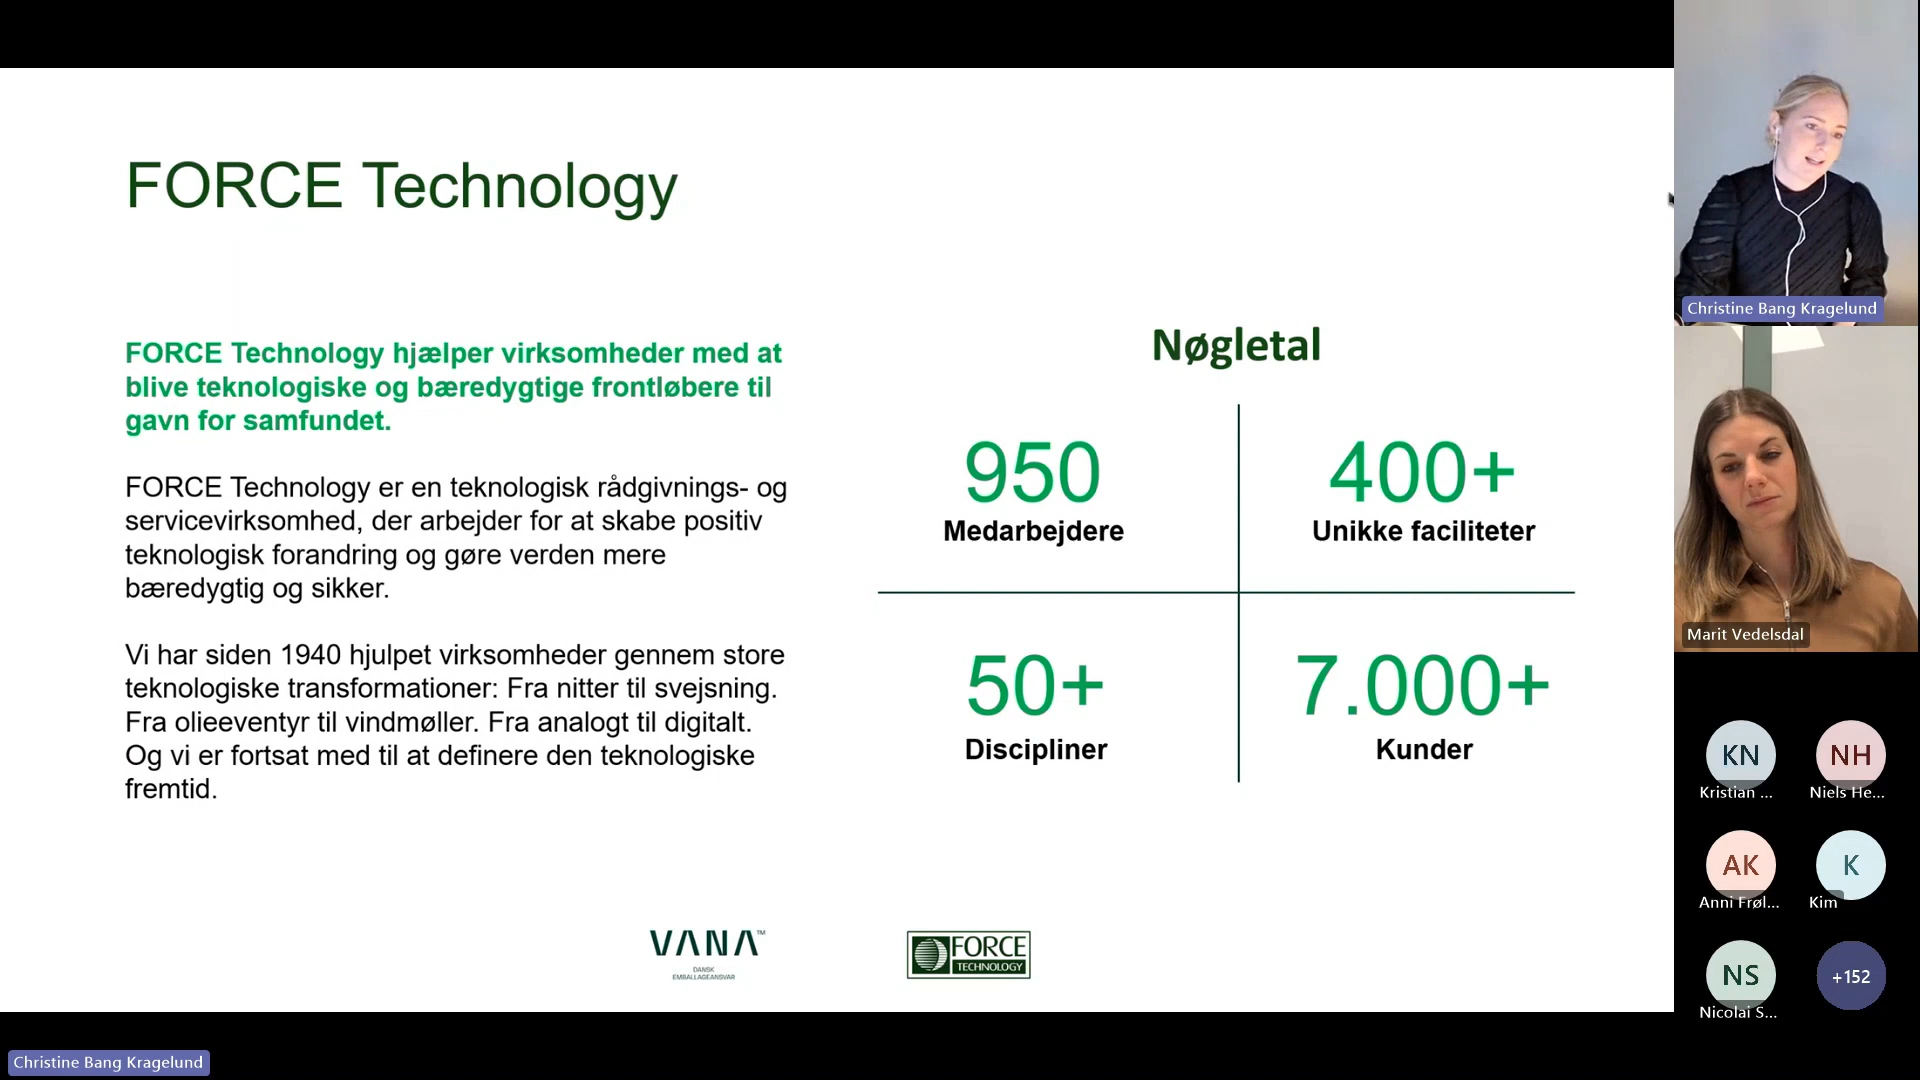 FORCE Technology
FORCE Technology hjælper virksomheder med at
blive teknologiske og bæredygtige frontløbere til
gavn for samfundet.
FORCE Technology er en teknologisk rådgivnings- og
servicevirksomhed, der arbejder for at skabe positiv
teknologisk forandring og gøre verden mere
bæredygtig og sikker.
Vi har siden 1940 hjulpet virksomheder gennem store
teknologiske transformationer: Fra nitter til svejsning.
Fra olieeventyr til vindmøller. Fra analogt til digitalt.
Og vi er fortsat med til at definere den teknologiske
fremtid.
Nøgletal
950
Medarbejdere
400+
Unikke faciliteter
50+
Discipliner
7.000+
Kunder
VANA™
DANSK
EMBALLAGEANSVAR
FORCE
TECHNOLOGY
Christine Bang Kragelund
Marit Vedelsdal
KN
Kristian ...
NH
Niels He...
AK
Anni Frøl...
K
Kim
NS
Nicolai S...
+152
Christine Bang Kragelund